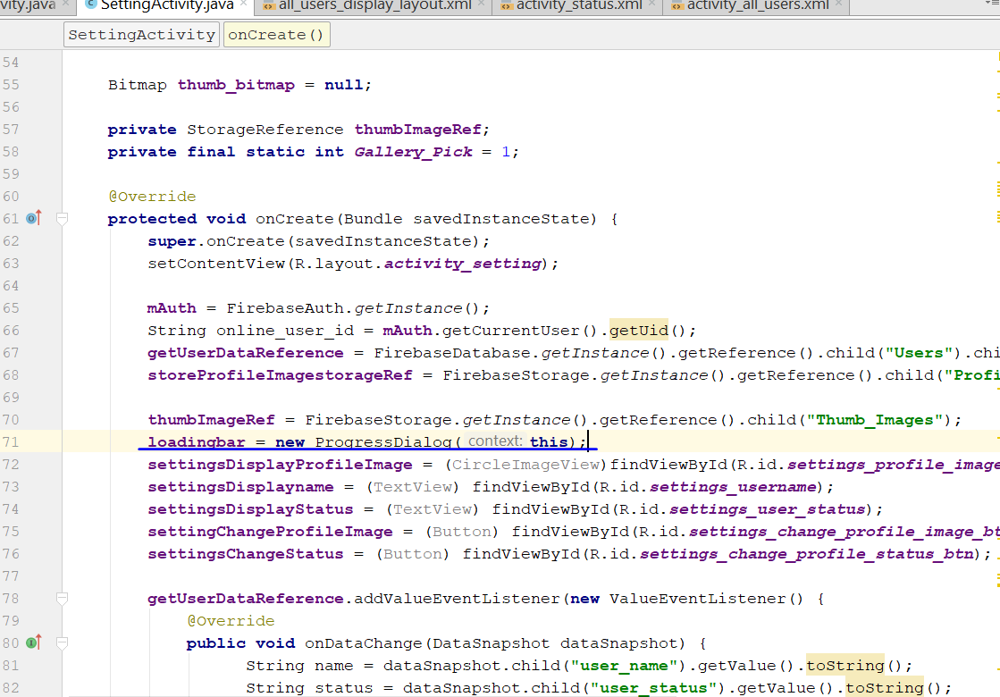 vity.java SettingActivity.java all_users_display_layout.xml activity_status.xml activity_all_users.xml
SettingActivity onCreate()
54
55 Bitmap thumb_bitmap = null;
56
57 private StorageReference thumbImageRef;
58 private final static int Gallery_Pick = 1;
59
60 @Override
61 protected void onCreate(Bundle savedInstanceState) {
62 super.onCreate(savedInstanceState);
63 setContentView(R.layout.activity_setting);
64
65 mAuth = FirebaseAuth.getInstance();
66 String online_user_id = mAuth.getCurrentUser().getUid();
67 getUserDataReference = FirebaseDatabase.getInstance().getReference().child("Users").chi
68 storeProfileImagestorageRef = FirebaseStorage.getInstance().getReference().child("Profi
69
70 thumbImageRef = FirebaseStorage.getInstance().getReference().child("Thumb_Images");
71 loadingbar = new ProgressDialog( context: this);
72 settingsDisplayProfileImage = (CircleImageView)findViewById(R.id.settings_profile_image
73 settingsDisplayname = (TextView) findViewById(R.id.settings_username);
74 settingsDisplayStatus = (TextView) findViewById(R.id.settings_user_status);
75 settingChangeProfileImage = (Button) findViewById(R.id.settings_change_profile_image_bt
76 settingsChangeStatus = (Button) findViewById(R.id.settings_change_profile_status_btn);
77
78 getUserDataReference.addValueEventListener(new ValueEventListener() {
79 @Override
80 public void onDataChange(DataSnapshot dataSnapshot) {
81 String name = dataSnapshot.child("user_name").getValue().toString();
82 String status = dataSnapshot.child("user_status").getValue().toString();